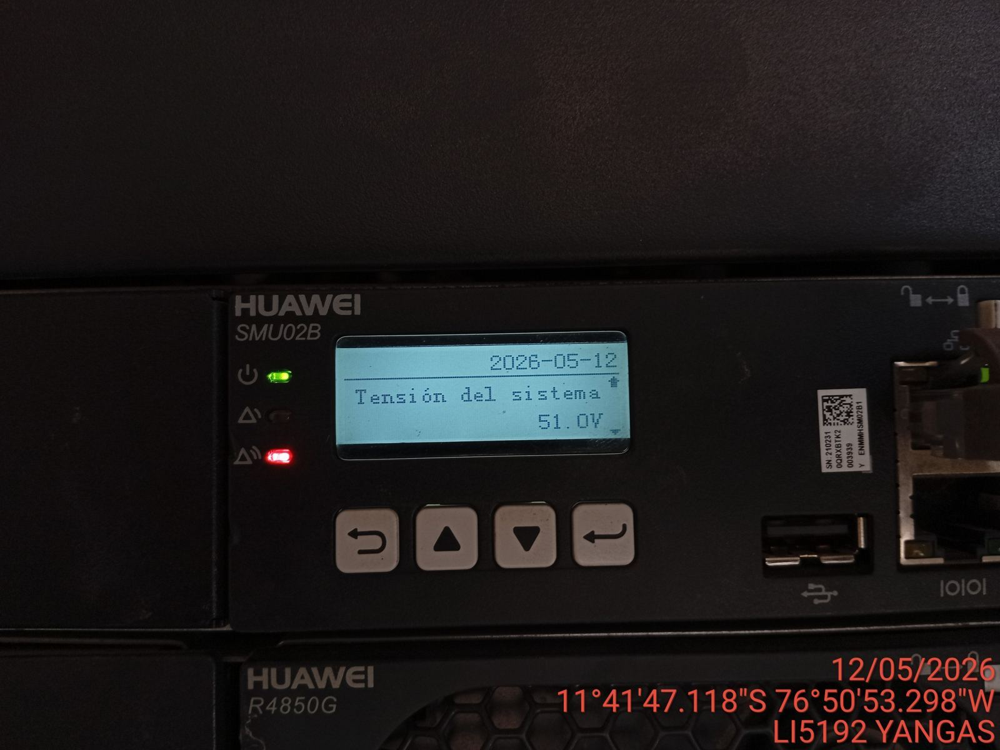 HUAWEI
SMU02B
2026-05-12
Tensión del sistema
51.0V
SN:210231
0QRXBTK2
003939
Y ENMMHSM02B1
HUAWEI
R4850G
12/05/2026
11°41'47.118"S 76°50'53.298"W
LI5192 YANGAS